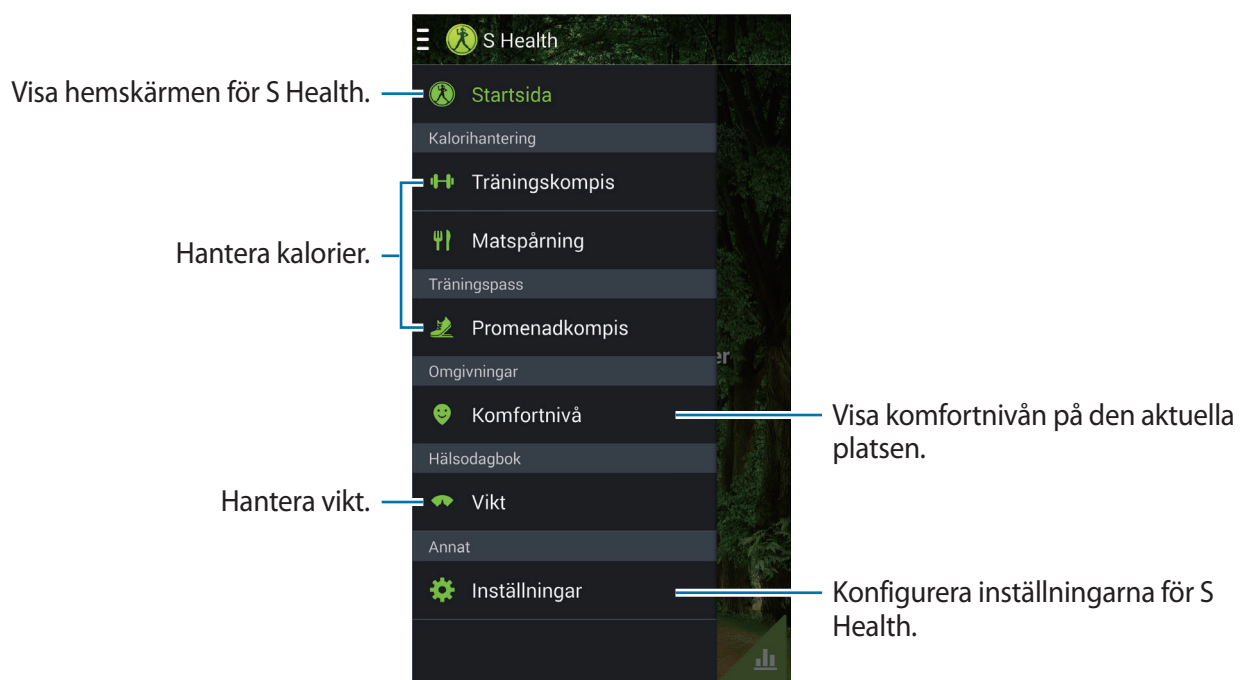 S Health
Visa hemskärmen för S Health.
Startsida
Kalorihantering
Träningskompis
Hantera kalorier.
Matspårning
Träningspass
Promenadkompis
er
Omgivningar
Komfortnivå
Visa komfortnivån på den aktuella
platsen.
Hälsodagbok
Hantera vikt.
Vikt
Annat
Inställningar
Konfigurera inställningarna för S
Health.